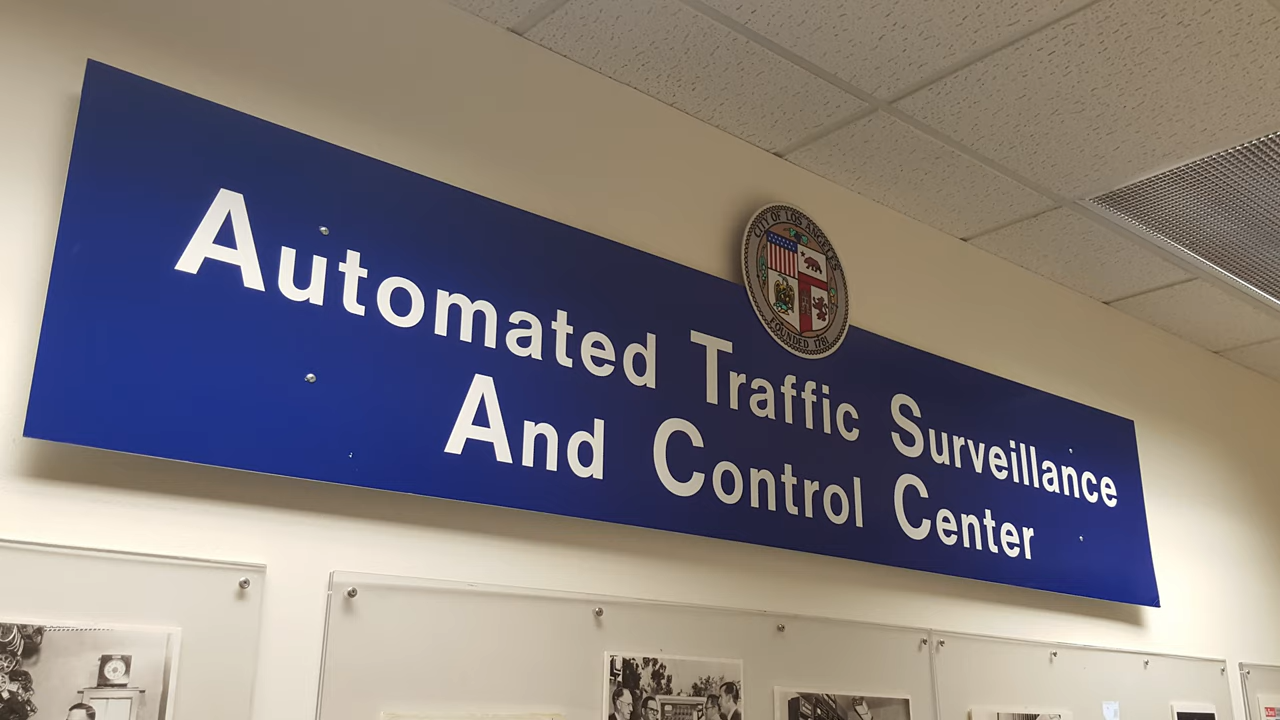 CITY OF LOS ANGELES
FOUNDED 1781
Automated Traffic Surveillance
And Control Center